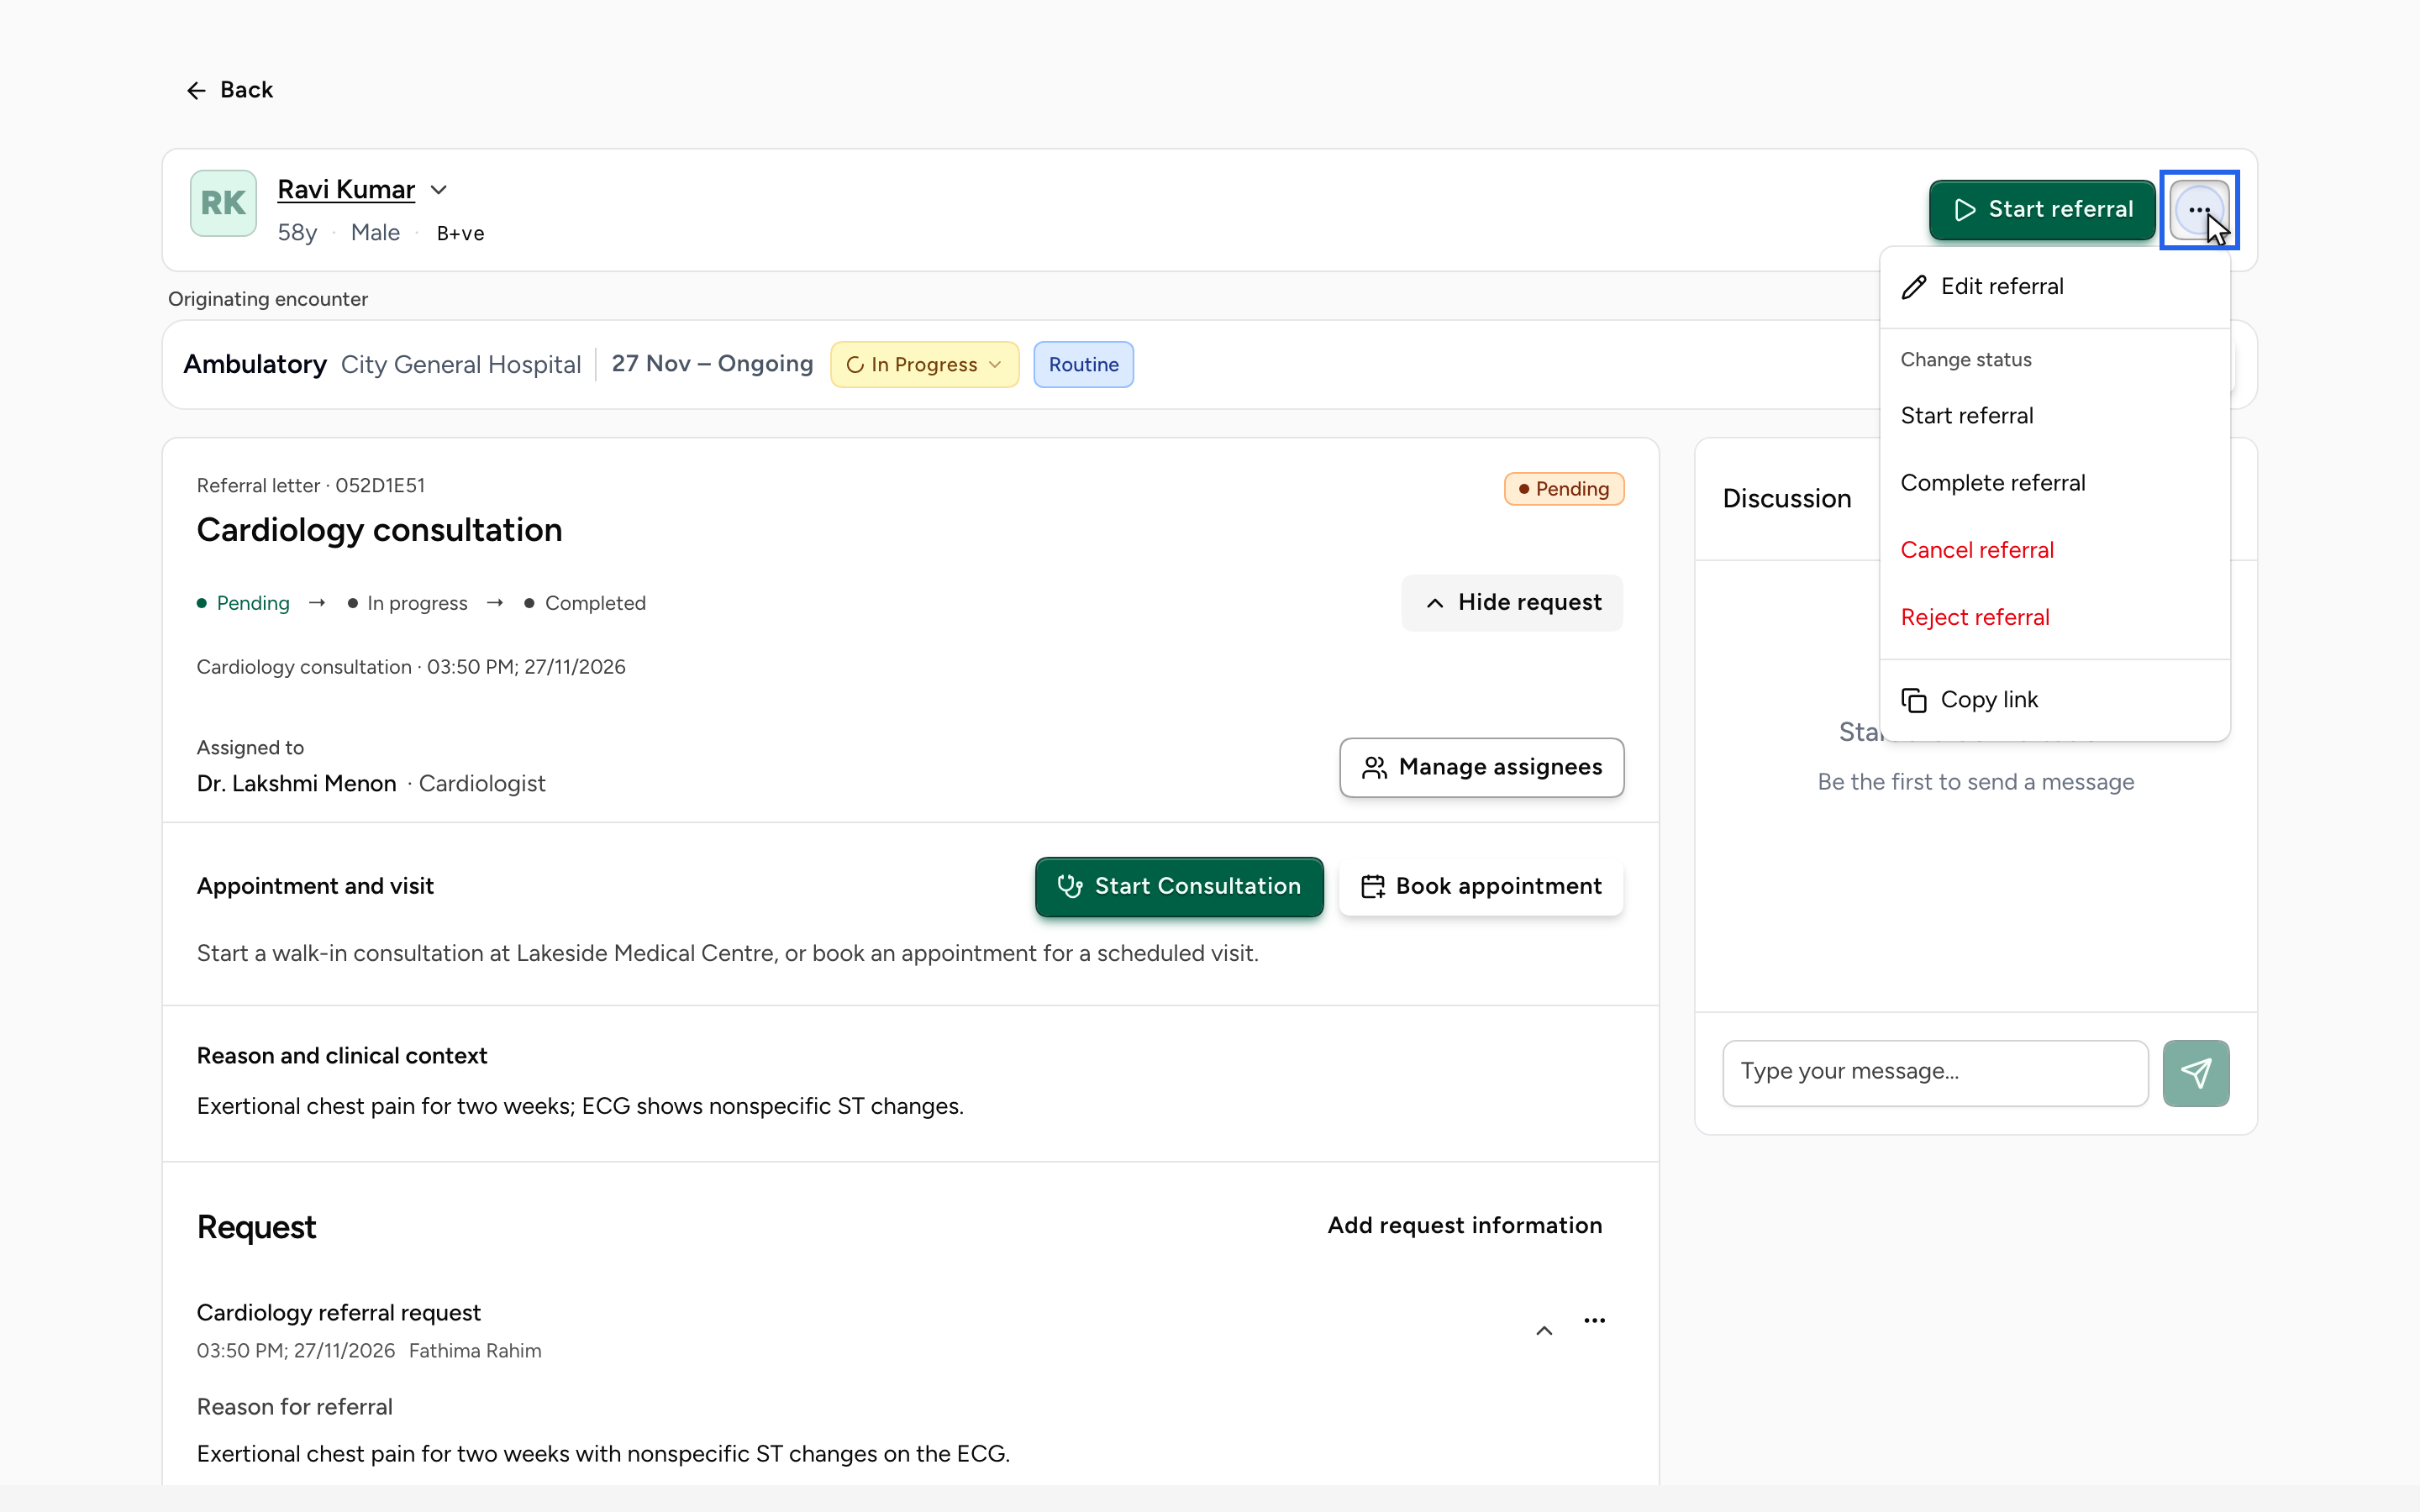 Back
RK
Ravi Kumar
58y · Male · B+ve
Start referral
Originating encounter
Ambulatory City General Hospital 27 Nov – Ongoing In Progress Routine
Edit referral
Change status
Start referral
Complete referral
Cancel referral
Reject referral
Copy link
Referral letter · 052D1E51
Pending
Cardiology consultation
Pending → In progress → Completed
Hide request
Cardiology consultation · 03:50 PM; 27/11/2026
Assigned to
Dr. Lakshmi Menon · Cardiologist
Manage assignees
Appointment and visit
Start Consultation
Book appointment
Start a walk-in consultation at Lakeside Medical Centre, or book an appointment for a scheduled visit.
Reason and clinical context
Exertional chest pain for two weeks; ECG shows nonspecific ST changes.
Request
Add request information
Cardiology referral request
03:50 PM; 27/11/2026 Fathima Rahim
Reason for referral
Exertional chest pain for two weeks with nonspecific ST changes on the ECG.
Discussion
Be the first to send a message
Type your message...